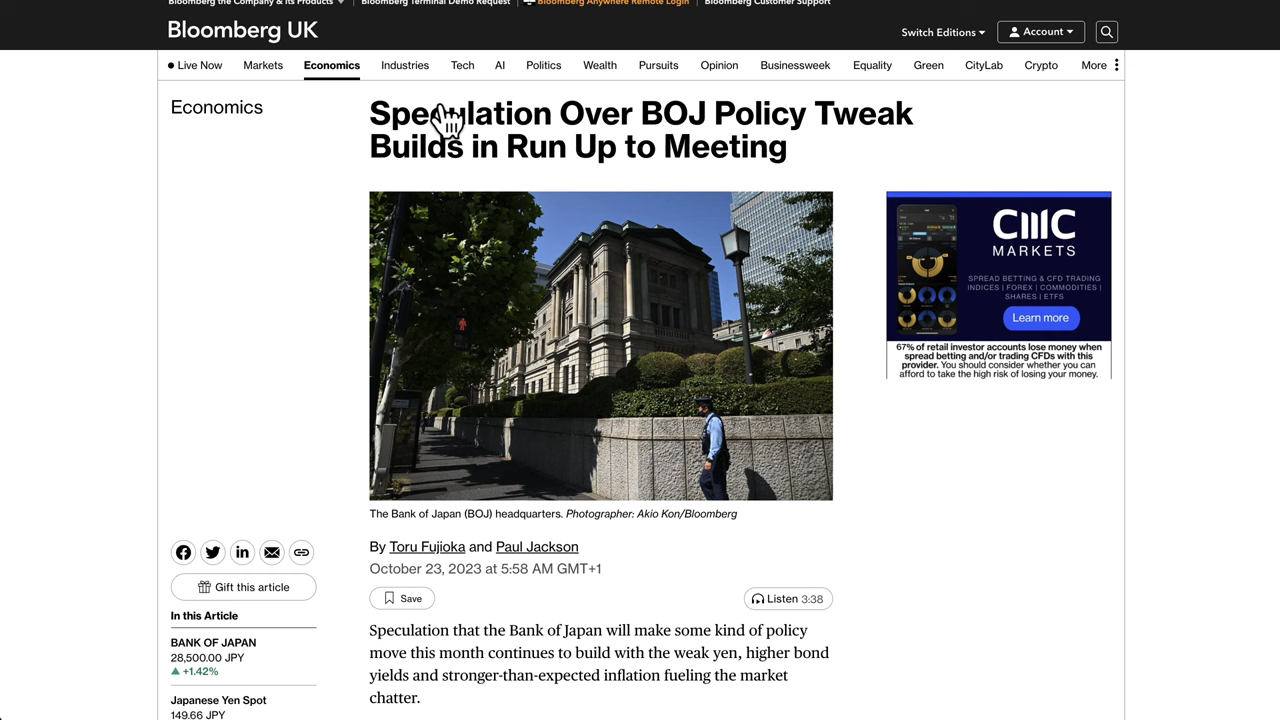 Bloomberg the Company & Its Products
Bloomberg Terminal Demo Request
Bloomberg Anywhere Remote Login
Bloomberg Customer Support
Bloomberg UK
Switch Editions
Account
Live Now
Markets
Economics
Industries
Tech
AI
Politics
Wealth
Pursuits
Opinion
Businessweek
Equality
Green
CityLab
Crypto
More
Economics
Speculation Over BOJ Policy Tweak
Builds in Run Up to Meeting
CMC
MARKETS
SPREAD BETTING & CFD TRADING
INDICES | FOREX | COMMODITIES |
SHARES | ETFS
Learn more
67% of retail investor accounts lose money when
spread betting and/or trading CFDs with this
provider. You should consider whether you can
afford to take the high risk of losing your money.
The Bank of Japan (BOJ) headquarters. Photographer: Akio Kon/Bloomberg
By Toru Fujioka and Paul Jackson
October 23, 2023 at 5:58 AM GMT+1
Save
Listen 3:38
Gift this article
In this Article
BANK OF JAPAN
28,500.00 JPY
+1.42%
Japanese Yen Spot
149.66 JPY
Speculation that the Bank of Japan will make some kind of policy
move this month continues to build with the weak yen, higher bond
yields and stronger-than-expected inflation fueling the market
chatter.